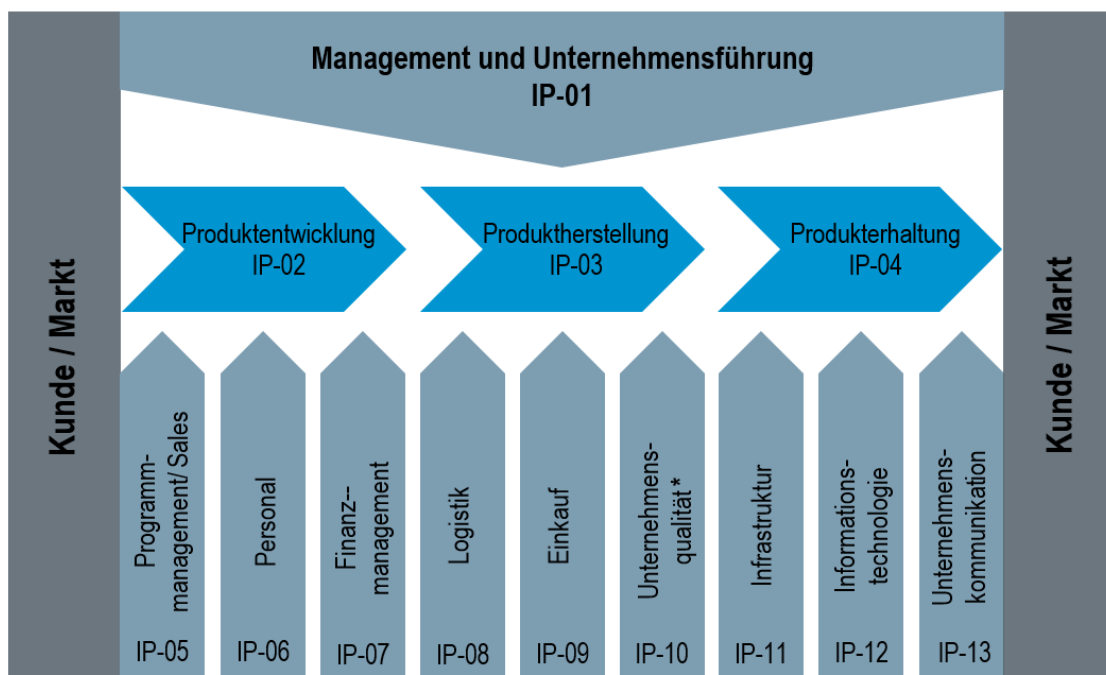 Management und Unternehmensführung
IP-01
Kunde / Markt
Produktentwicklung
IP-02
Produktherstellung
IP-03
Produkterhaltung
IP-04
Kunde / Markt
Programm-
management/ Sales
IP-05
Personal
IP-06
Finanz--
management
IP-07
Logistik
IP-08
Einkauf
IP-09
Unternehmens-
qualität *
IP-10
Infrastruktur
IP-11
Informations-
technologie
IP-12
Unternehmens-
kommunikation
IP-13